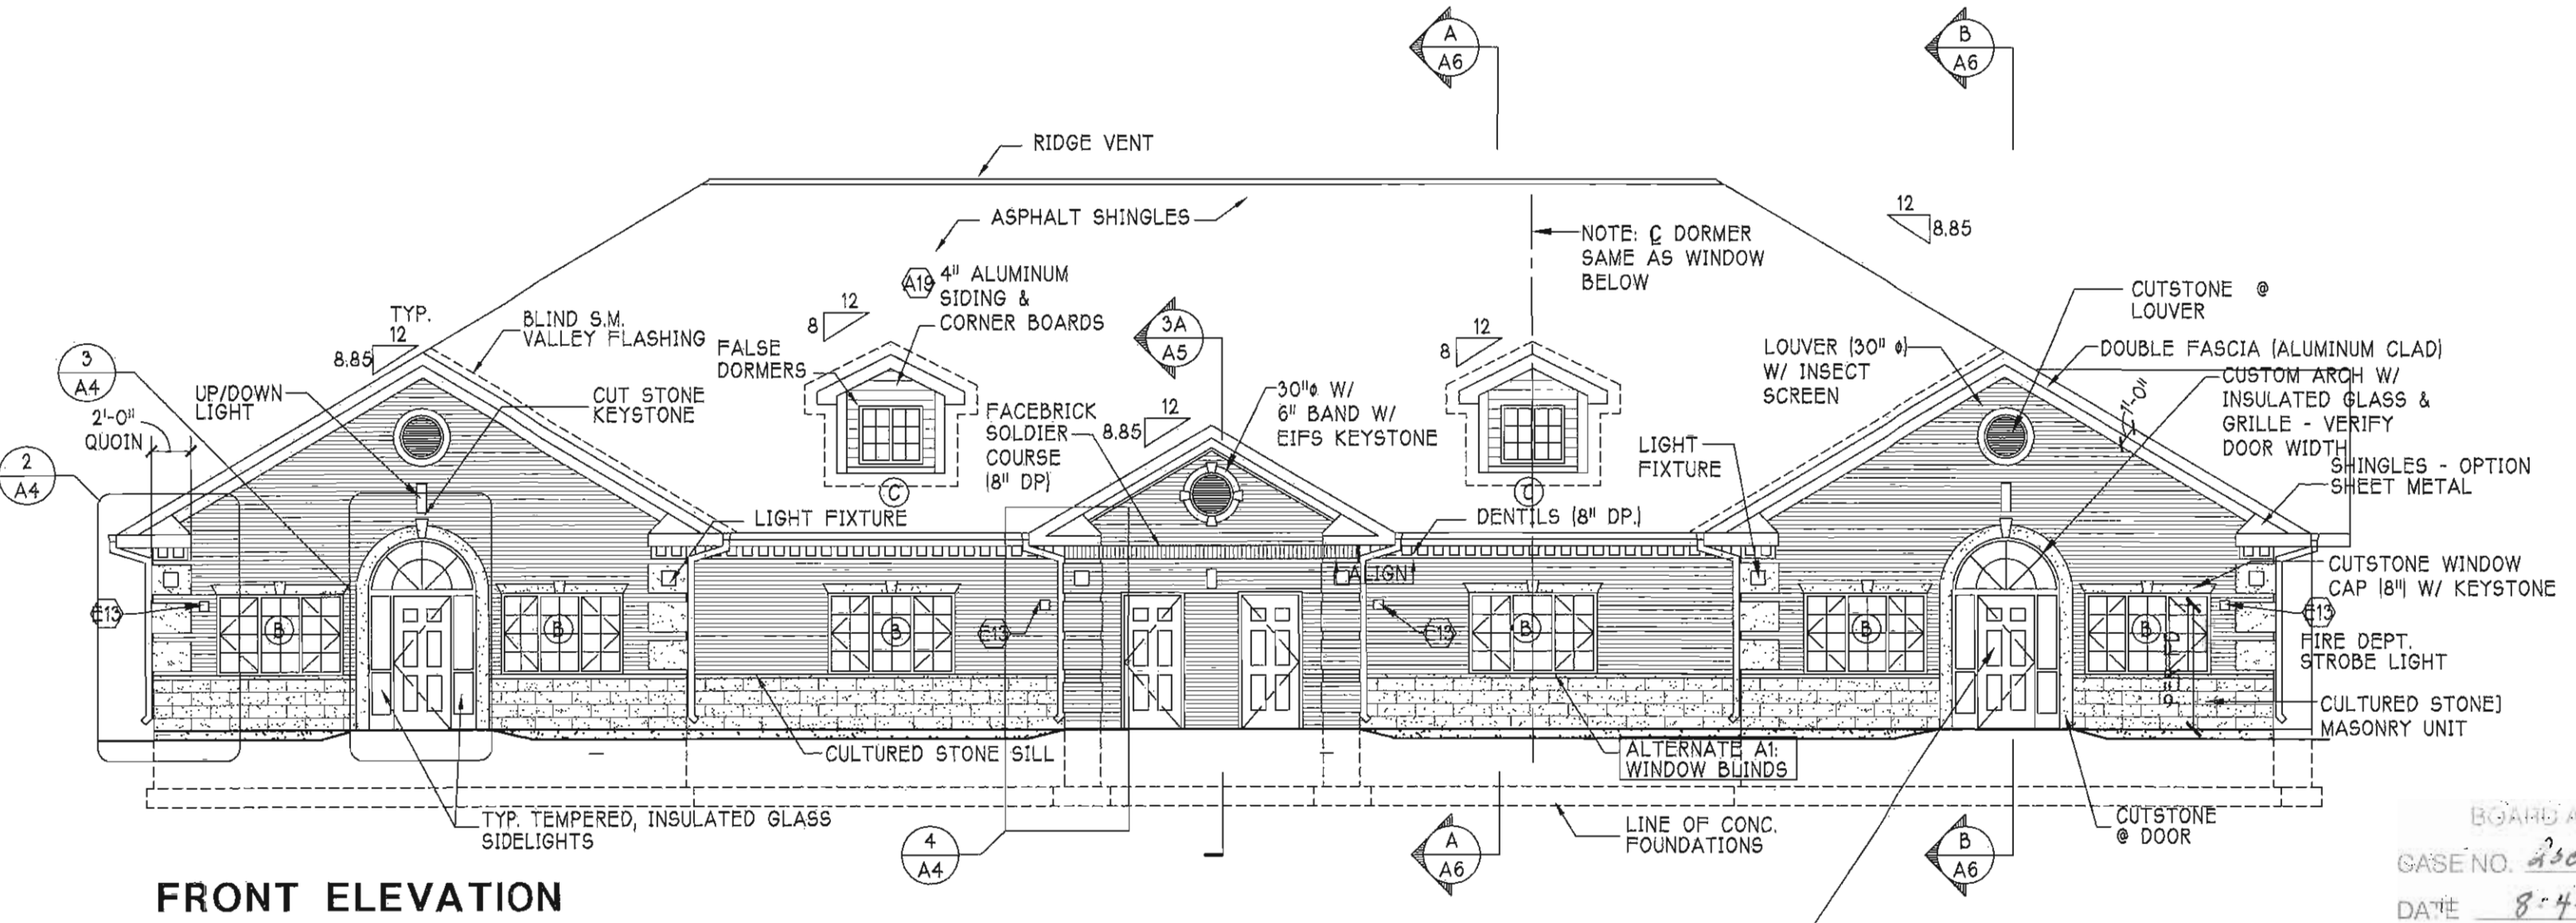 A
A6
B
A6
RIDGE VENT
ASPHALT SHINGLES
12
8.85
NOTE: ℄ DORMER
SAME AS WINDOW
BELOW
A19
4" ALUMINUM
SIDING &
CORNER BOARDS
12
8
3A
A5
12
8
CUTSTONE @
LOUVER
TYP.
12
8.85
BLIND S.M.
VALLEY FLASHING
FALSE
DORMERS
LOUVER (30" ϕ)
W/ INSECT
SCREEN
DOUBLE FASCIA (ALUMINUM CLAD)
CUSTOM ARCH W/
INSULATED GLASS &
GRILLE - VERIFY
DOOR WIDTH
1'-0"
3
A4
UP/DOWN
LIGHT
CUT STONE
KEYSTONE
2'-0"
QUOIN
2
A4
FACEBRICK
SOLDIER
COURSE
(8" DP)
12
8.85
30"ϕ W/
6" BAND W/
EIFS KEYSTONE
LIGHT
FIXTURE
SHINGLES - OPTION
SHEET METAL
C
C
LIGHT FIXTURE
DENTILS (8" DP.)
ALIGN
CUTSTONE WINDOW
CAP (8") W/ KEYSTONE
E13
E13
E13
E13
B
B
B
B
B
B
FIRE DEPT.
STROBE LIGHT
CULTURED STONE]
MASONRY UNIT
CULTURED STONE SILL
ALTERNATE A1:
WINDOW BLINDS
TYP. TEMPERED, INSULATED GLASS
SIDELIGHTS
4
A4
A
A6
LINE OF CONC.
FOUNDATIONS
B
A6
CUTSTONE
@ DOOR
FRONT ELEVATION
BOARD
CASE NO.
DATE